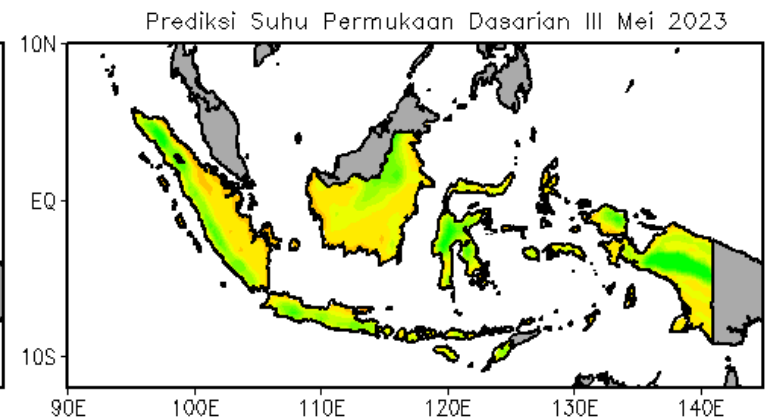 Prediksi Suhu Permukaan Dasarian III Mei 2023
10N
EQ
10S
90E 100E 110E 120E 130E 140E